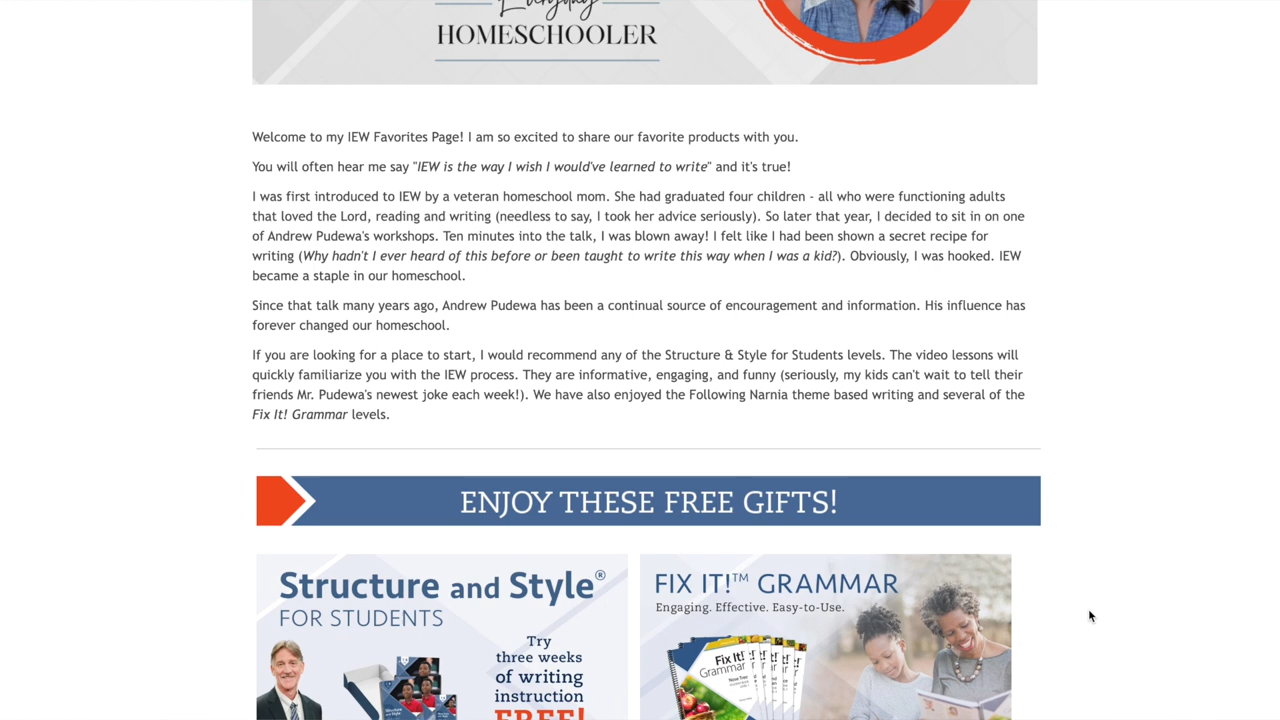 Everyday
HOMESCHOOLER
Welcome to my IEW Favorites Page! I am so excited to share our favorite products with you.
You will often hear me say "IEW is the way I wish I would've learned to write" and it's true!
I was first introduced to IEW by a veteran homeschool mom. She had graduated four children - all who were functioning adults
that loved the Lord, reading and writing (needless to say, I took her advice seriously). So later that year, I decided to sit in on one
of Andrew Pudewa's workshops. Ten minutes into the talk, I was blown away! I felt like I had been shown a secret recipe for
writing (Why hadn't I ever heard of this before or been taught to write this way when I was a kid?). Obviously, I was hooked. IEW
became a staple in our homeschool.
Since that talk many years ago, Andrew Pudewa has been a continual source of encouragement and information. His influence has
forever changed our homeschool.
If you are looking for a place to start, I would recommend any of the Structure & Style for Students levels. The video lessons will
quickly familiarize you with the IEW process. They are informative, engaging, and funny (seriously, my kids can't wait to tell their
friends Mr. Pudewa's newest joke each week!). We have also enjoyed the Following Narnia theme based writing and several of the
Fix It! Grammar levels.
ENJOY THESE FREE GIFTS!
Structure and Style®
FOR STUDENTS
Try
three weeks
of writing
instruction
FREE!
FIX IT!™ GRAMMAR
Engaging. Effective. Easy-to-Use.
Fix It!
Grammar